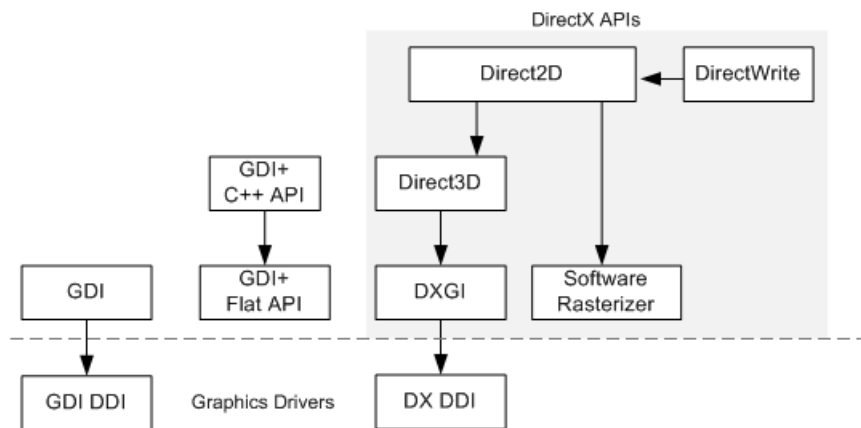 DirectX APIs
Direct2D
DirectWrite
GDI+
C++ API
Direct3D
GDI
GDI+
Flat API
DXGI
Software
Rasterizer
GDI DDI
Graphics Drivers
DX DDI